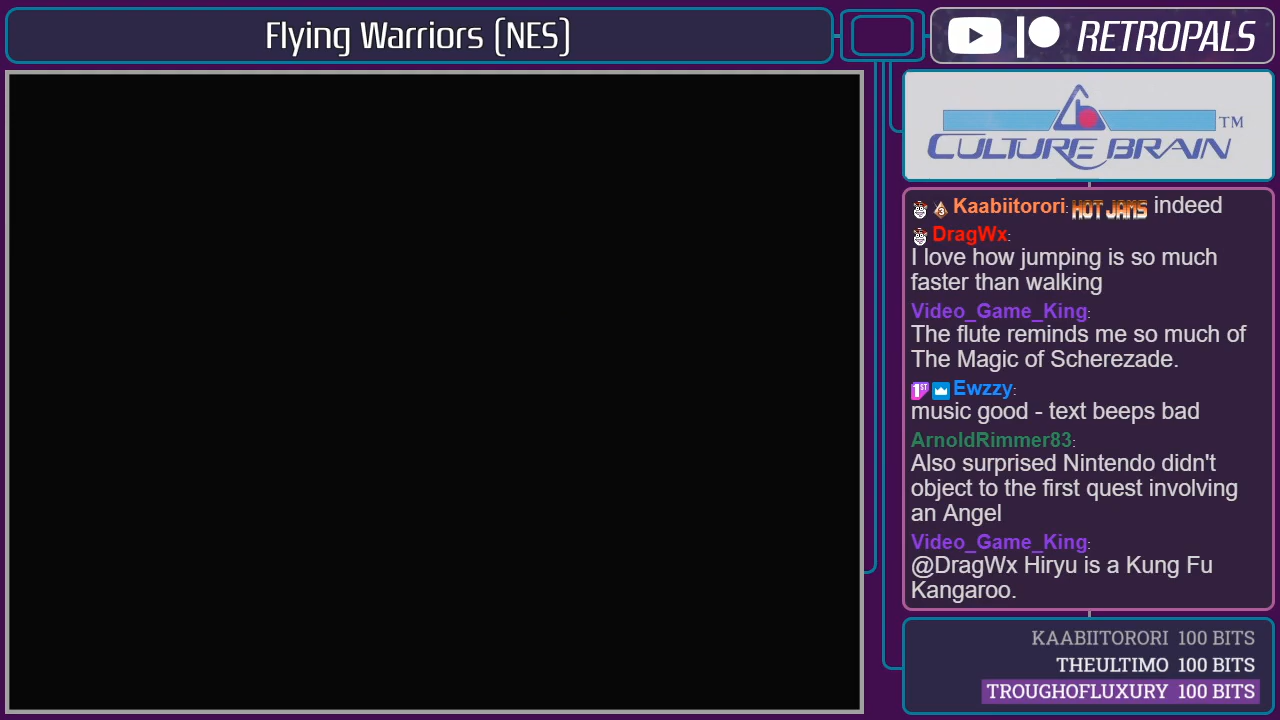 Flying Warriors (NES)
RETROPALS
CULTURE BRAIN TM
Kaabiitorori: HOT JAMS indeed
DragWx:
I love how jumping is so much
faster than walking
Video_Game_King:
The flute reminds me so much of
The Magic of Scherezade.
1ST Ewzzy:
music good - text beeps bad
ArnoldRimmer83:
Also surprised Nintendo didn't
object to the first quest involving
an Angel
Video_Game_King:
@DragWx Hiryu is a Kung Fu
Kangaroo.
KAABIITORORI 100 BITS
THEULTIMO 100 BITS
TROUGHOFLUXURY 100 BITS